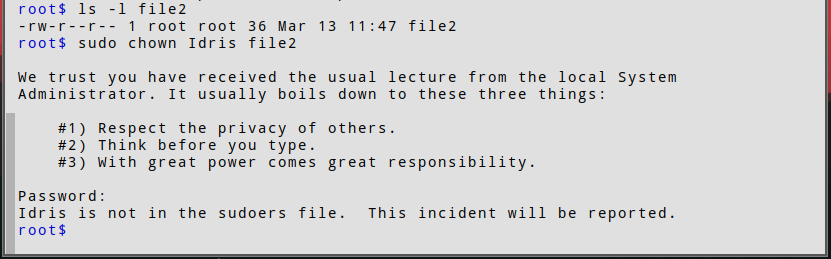 root$ ls -l file2
-rw-r--r-- 1 root root 36 Mar 13 11:47 file2
root$ sudo chown Idris file2

We trust you have received the usual lecture from the local System
Administrator. It usually boils down to these three things:

    #1) Respect the privacy of others.
    #2) Think before you type.
    #3) With great power comes great responsibility.

Password:
Idris is not in the sudoers file.  This incident will be reported.
root$